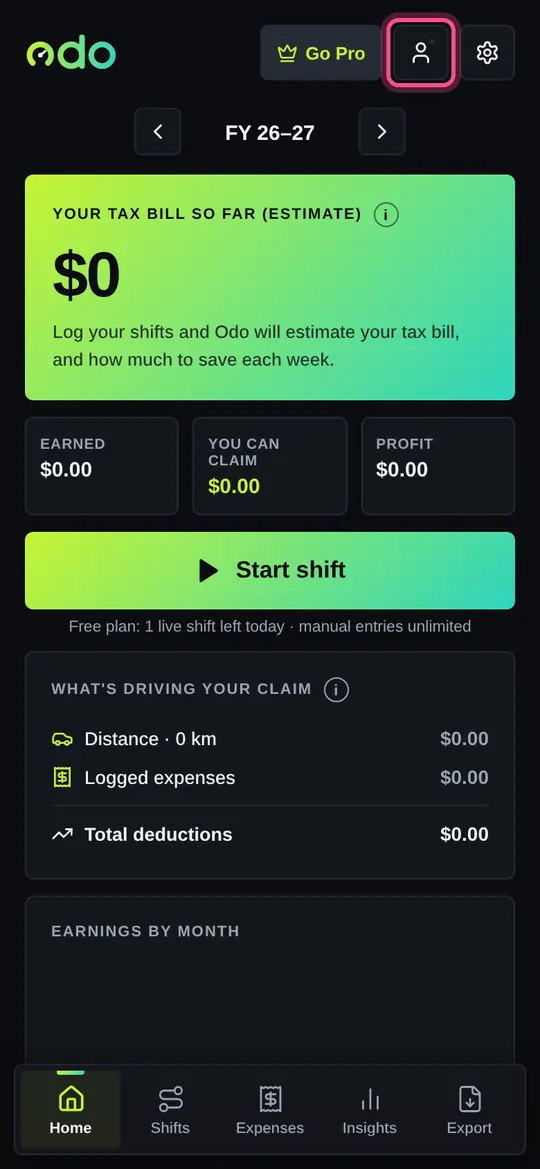 odo
Go Pro
FY 26–27
YOUR TAX BILL SO FAR (ESTIMATE) i
$0
Log your shifts and Odo will estimate your tax bill,
and how much to save each week.
EARNED
$0.00
YOU CAN
CLAIM
$0.00
PROFIT
$0.00
Start shift
Free plan: 1 live shift left today · manual entries unlimited
WHAT'S DRIVING YOUR CLAIM i
Distance · 0 km $0.00
Logged expenses $0.00
Total deductions $0.00
EARNINGS BY MONTH
Home Shifts Expenses Insights Export